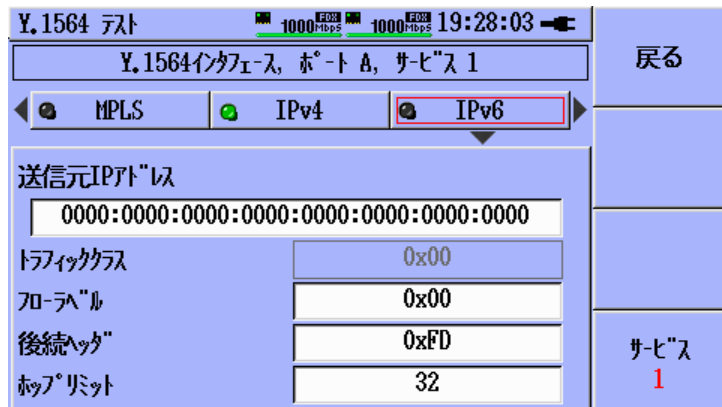 Y.1564 テスト 1000 FDX Mbps 1000 FDX Mbps 19:28:03
戻る
Y.1564インタフェース, ポート A, サービス 1
MPLS IPv4 IPv6
送信元IPアドレス
0000:0000:0000:0000:0000:0000:0000:0000
トラフィッククラス 0x00
フローラベル 0x00
後続ヘッダ 0xFD
ホップリミット 32
サービス
1